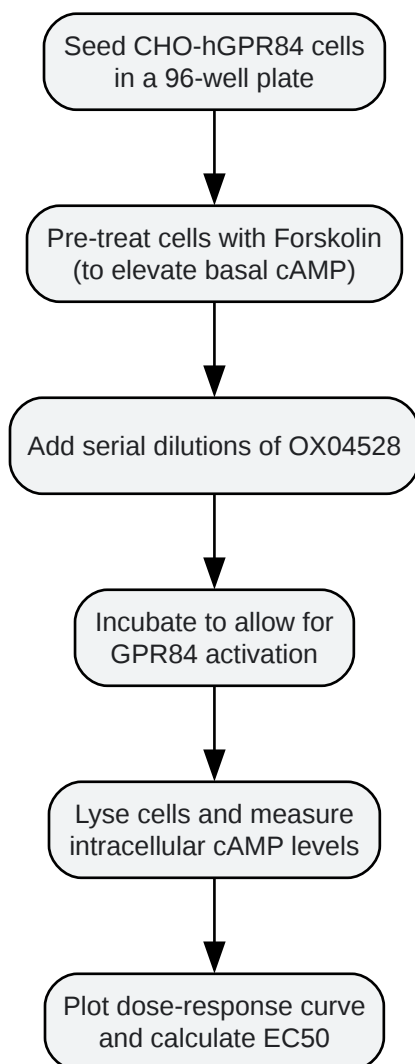 Seed CHO-hGPR84 cells
in a 96-well plate
Pre-treat cells with Forskolin
(to elevate basal cAMP)
Add serial dilutions of OX04528
Incubate to allow for
GPR84 activation
Lyse cells and measure
intracellular cAMP levels
Plot dose-response curve
and calculate EC50